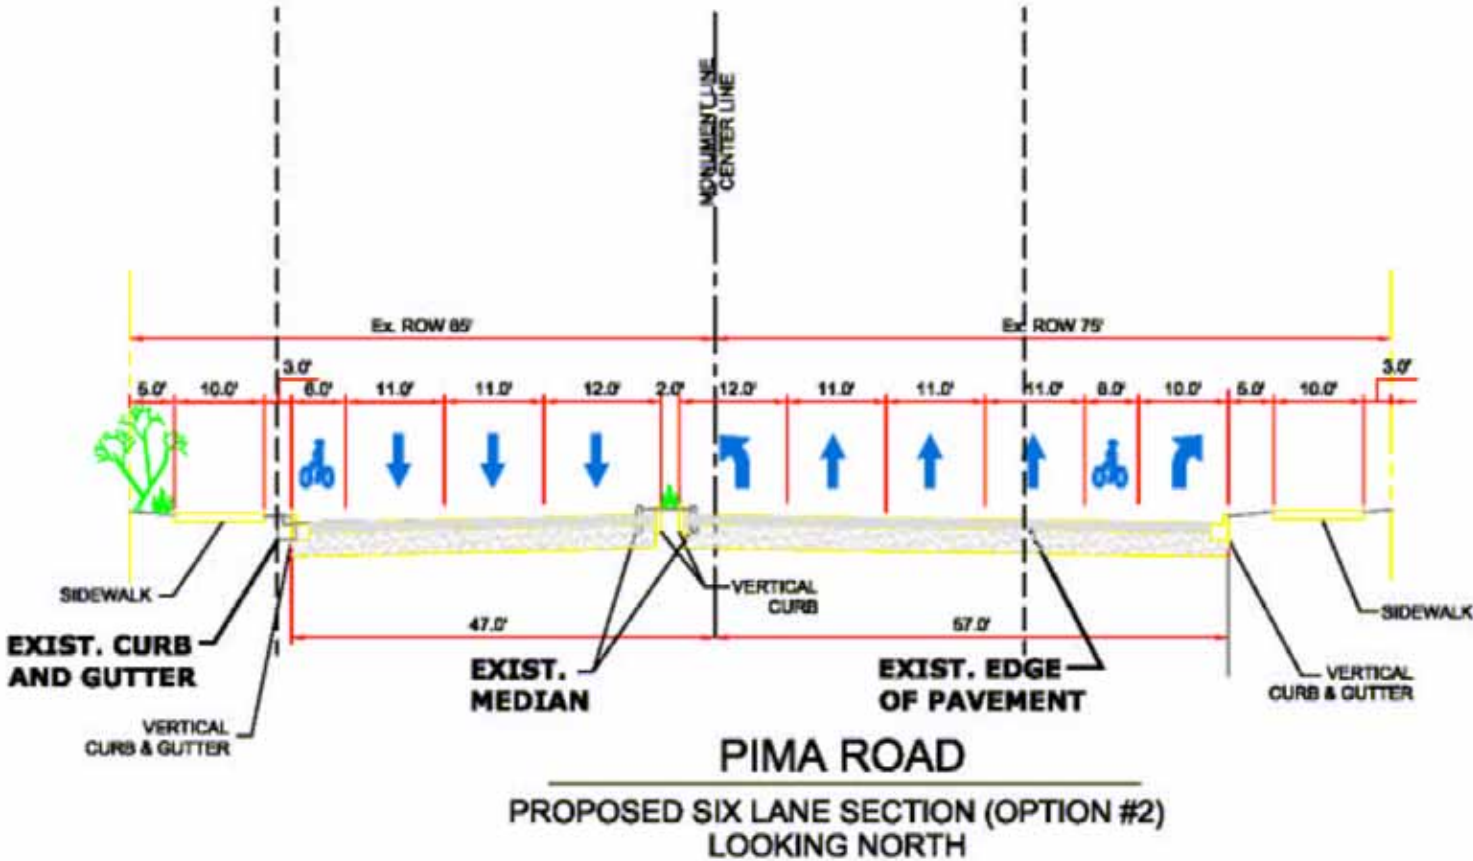 MONUMENT LINE
CENTER LINE
Ex. ROW 65'
Ex. ROW 75'
3.0'
3.0'
5.0' 10.0' 6.0' 11.0' 11.0' 12.0' 2.0' 12.0' 11.0' 11.0' 11.0' 6.0' 10.0' 5.0' 10.0'
SIDEWALK
VERTICAL
CURB
SIDEWALK
47.0'
57.0'
EXIST. CURB
AND GUTTER
EXIST.
MEDIAN
EXIST. EDGE
OF PAVEMENT
VERTICAL
CURB & GUTTER
VERTICAL
CURB & GUTTER
PIMA ROAD
PROPOSED SIX LANE SECTION (OPTION #2)
LOOKING NORTH